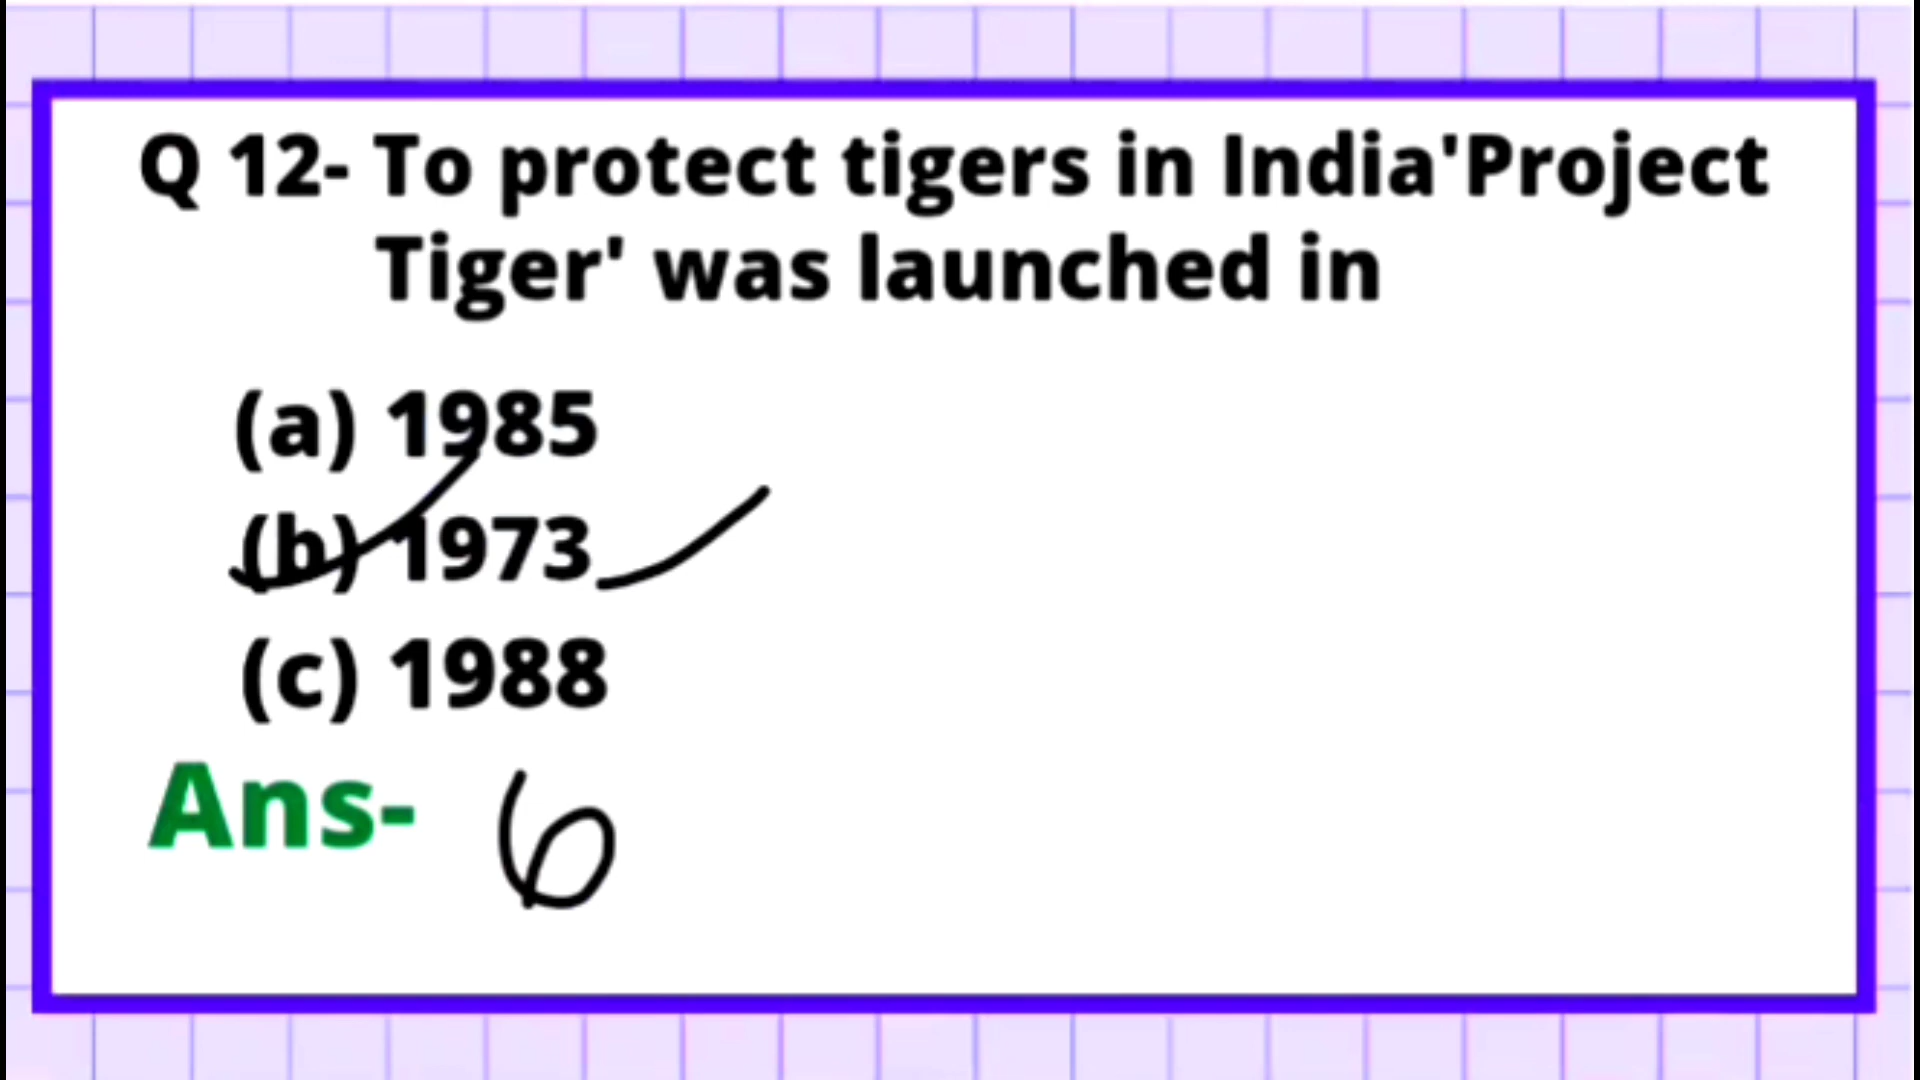 Q 12- To protect tigers in India'Project
Tiger' was launched in
(a) 1985
(b) 1973
(c) 1988
Ans- b